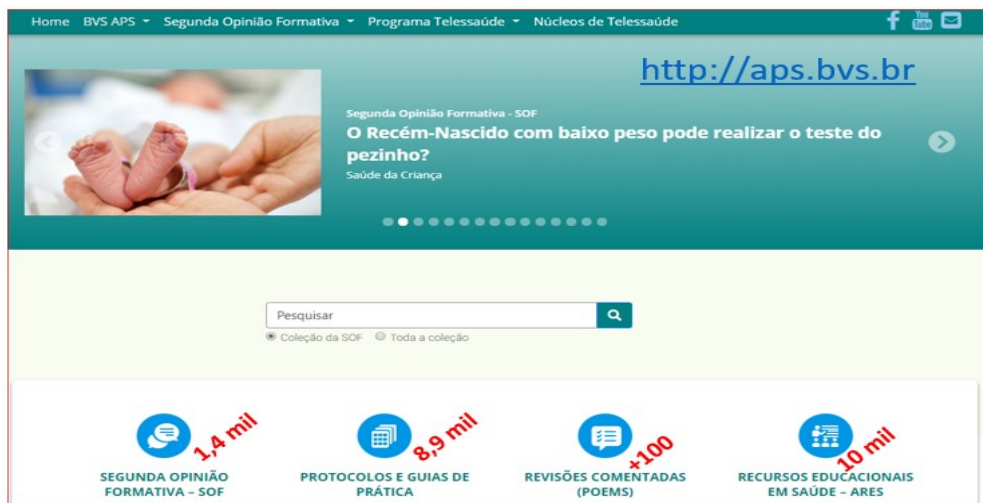 Home BVS APS Segunda Opinião Formativa Programa Telessaúde Núcleos de Telessaúde
You Tube
http://aps.bvs.br
Segunda Opinião Formativa - SOF
O Recém-Nascido com baixo peso pode realizar o teste do
pezinho?
Saúde da Criança
Pesquisar
Coleção da SOF Toda a coleção
1,4 mil
8,9 mil
+100
10 mil
SEGUNDA OPINIÃO
FORMATIVA – SOF
PROTOCOLOS E GUIAS DE
PRÁTICA
REVISÕES COMENTADAS
(POEMS)
RECURSOS EDUCACIONAIS
EM SAÚDE – ARES